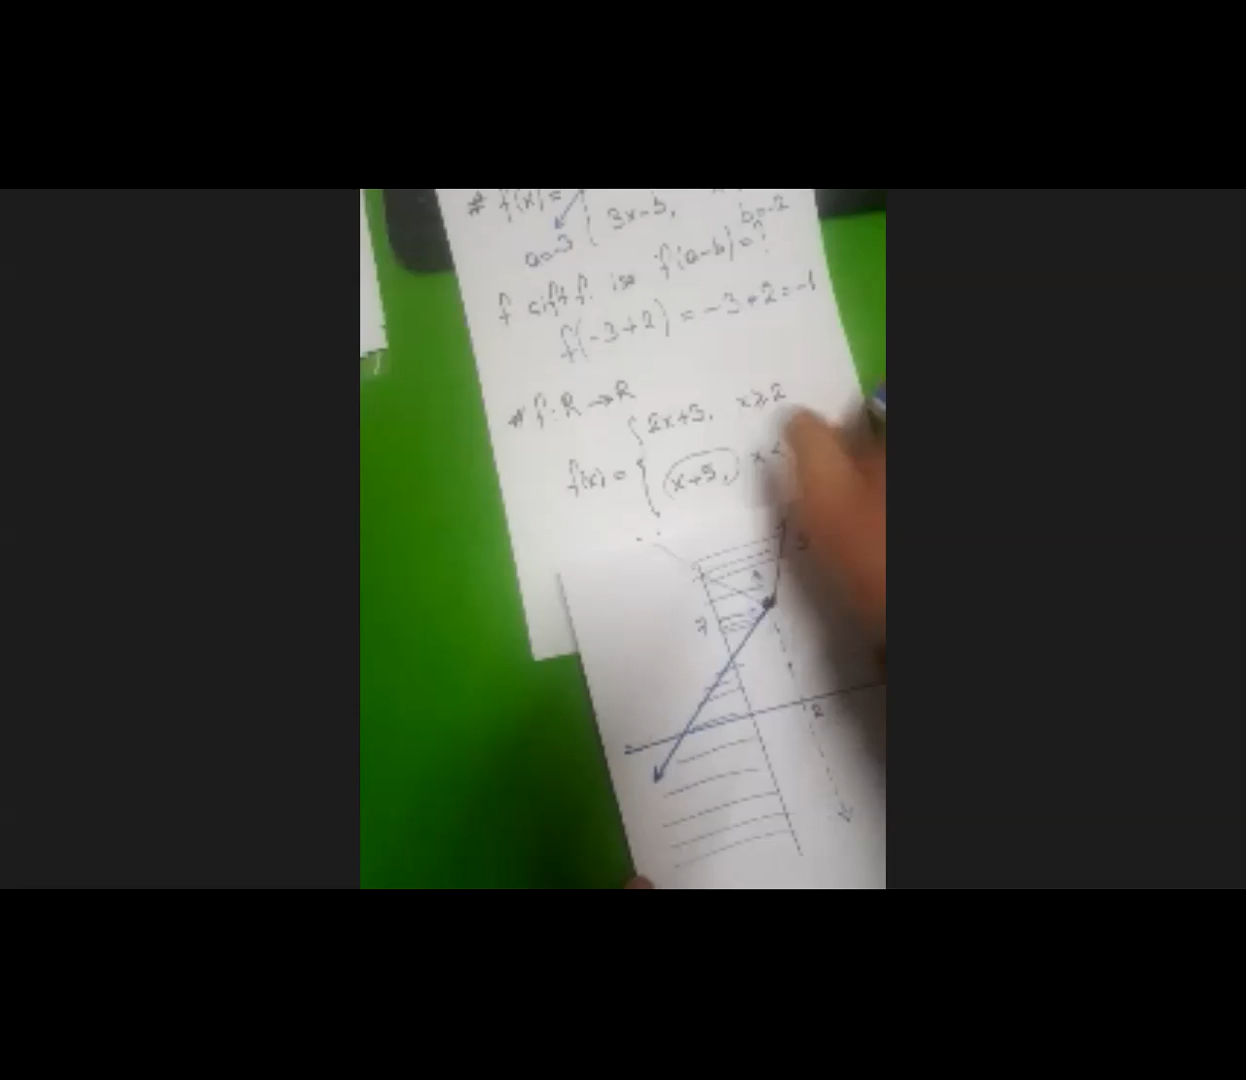 # f(x) =
3x-5,
a=-3
b=-2
f çift f. ise f(a-b)=?
f(-3+2) = -3+2=-1
# f: R → R
f(x) = { 2x+3, x≥2
x+5, x<
7
2